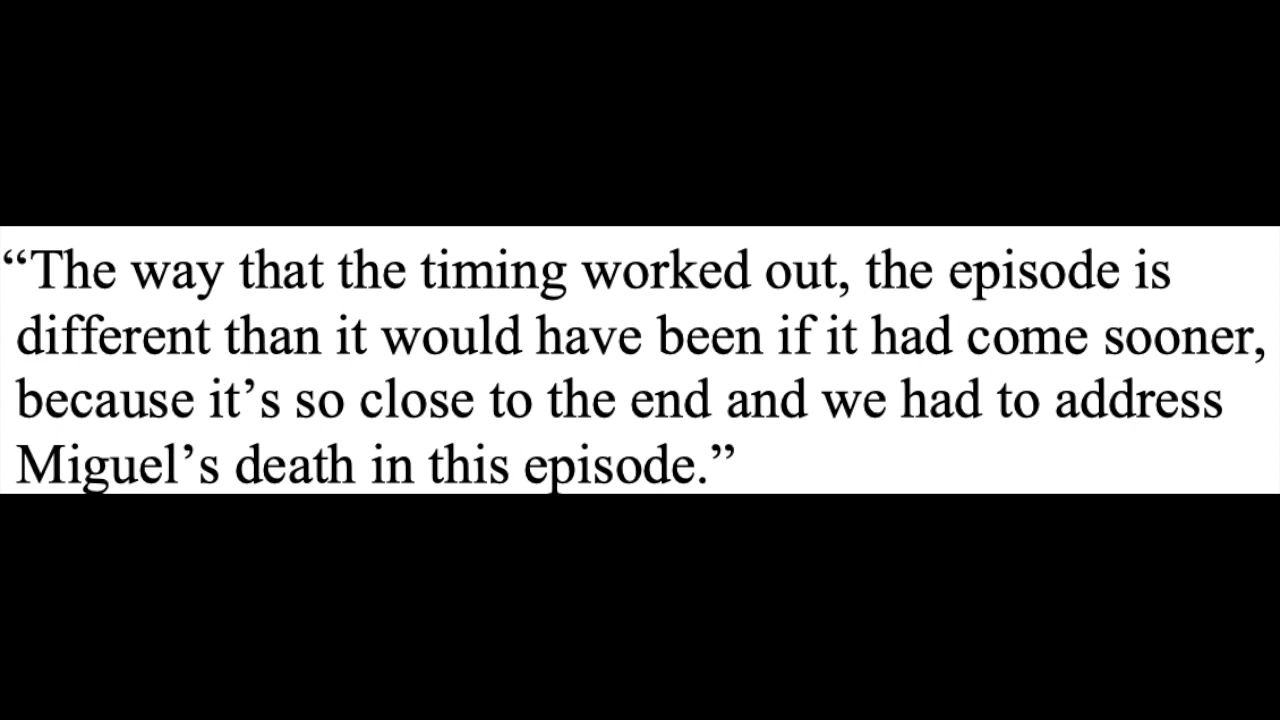 “The way that the timing worked out, the episode is
different than it would have been if it had come sooner,
because it’s so close to the end and we had to address
Miguel’s death in this episode.”